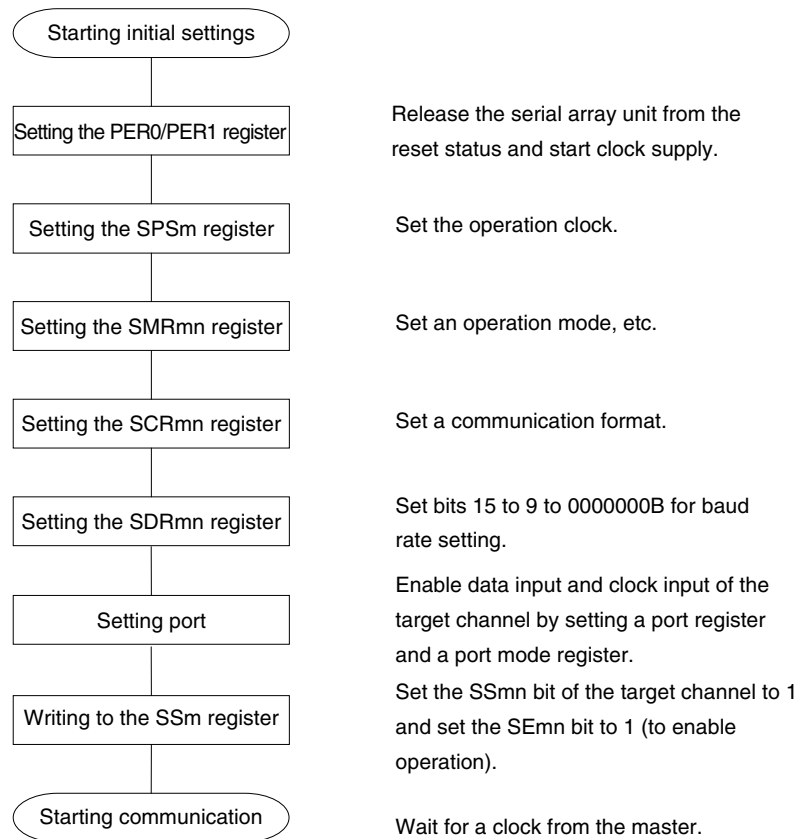 Starting initial settings
Setting the PER0/PER1 register
Release the serial array unit from the
reset status and start clock supply.
Setting the SPSm register
Set the operation clock.
Setting the SMRmn register
Set an operation mode, etc.
Setting the SCRmn register
Set a communication format.
Setting the SDRmn register
Set bits 15 to 9 to 0000000B for baud
rate setting.
Setting port
Enable data input and clock input of the
target channel by setting a port register
and a port mode register.
Writing to the SSm register
Set the SSmn bit of the target channel to 1
and set the SEmn bit to 1 (to enable
operation).
Starting communication
Wait for a clock from the master.